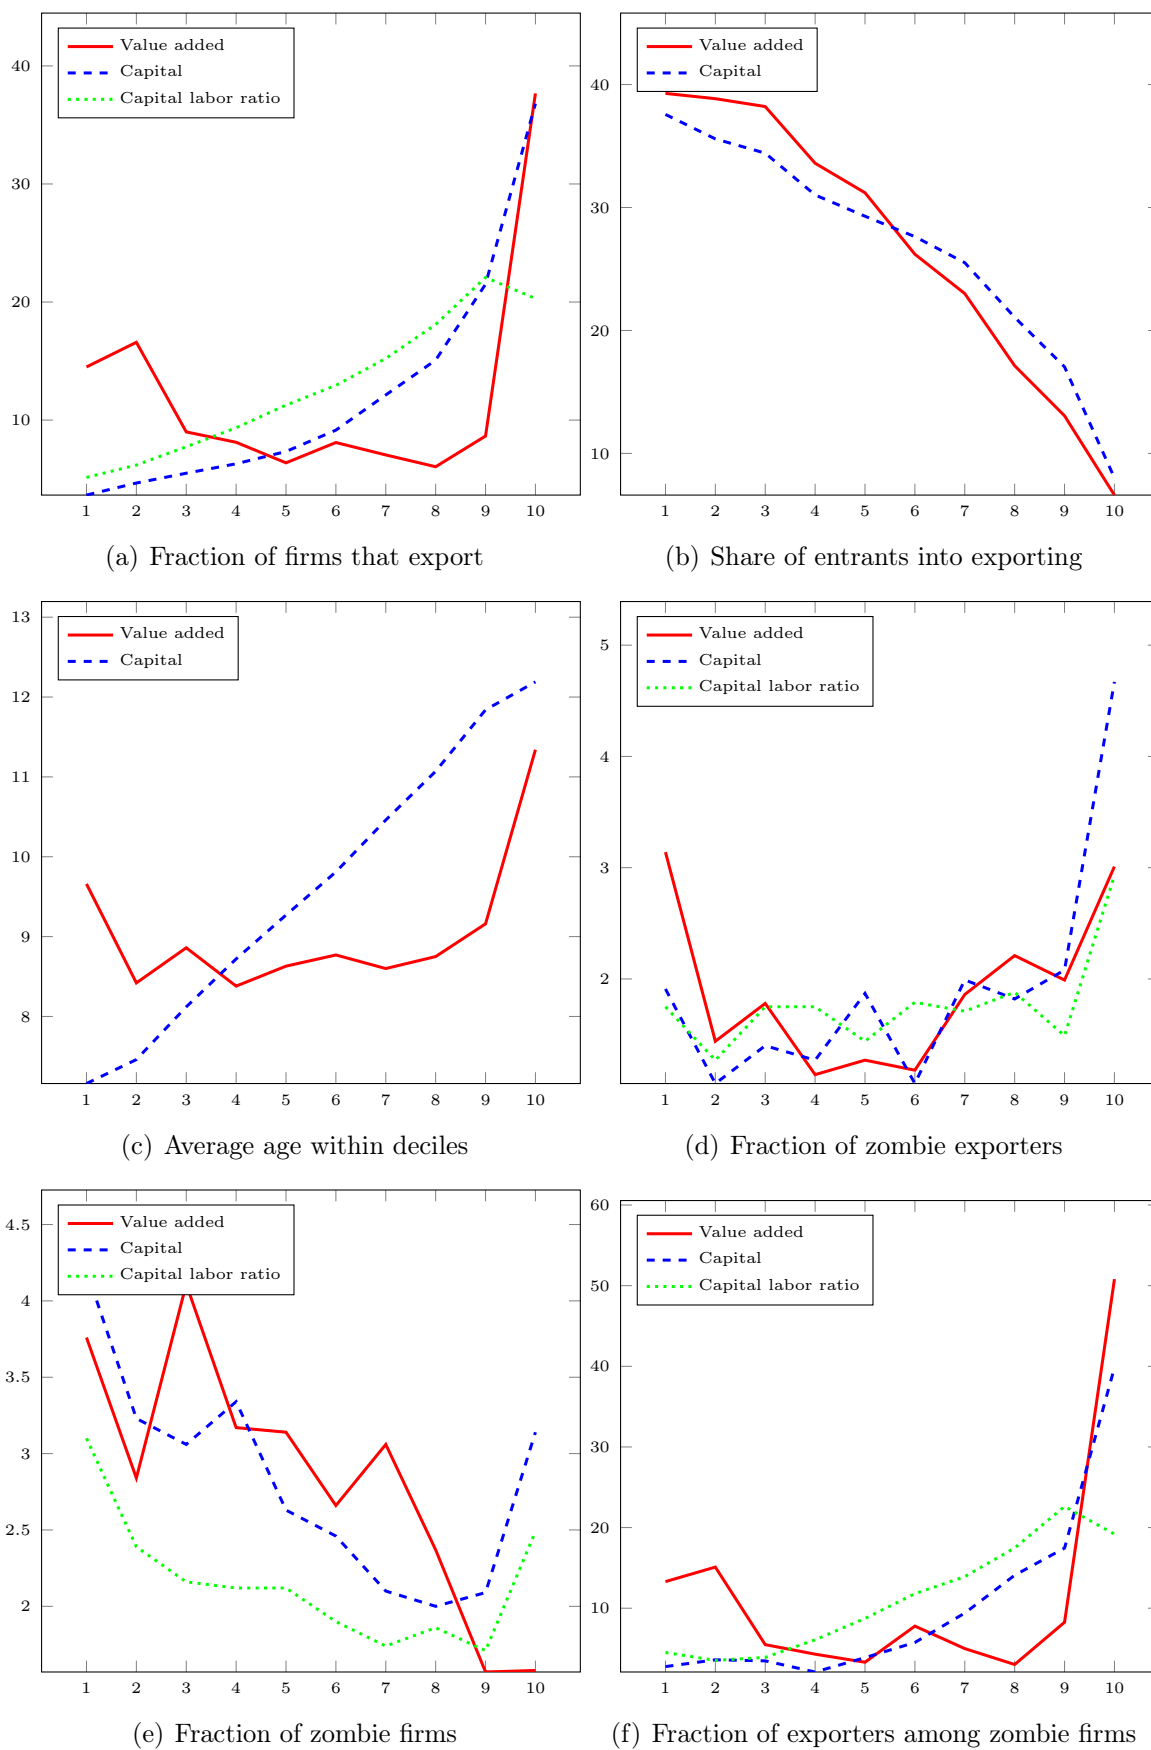 Value added
Capital
Capital labor ratio
40
30
20
10
1 2 3 4 5 6 7 8 9 10
(a) Fraction of firms that export
Value added
Capital
40
30
20
10
1 2 3 4 5 6 7 8 9 10
(b) Share of entrants into exporting
Value added
Capital
13
12
11
10
9
8
1 2 3 4 5 6 7 8 9 10
(c) Average age within deciles
Value added
Capital
Capital labor ratio
5
4
3
2
1 2 3 4 5 6 7 8 9 10
(d) Fraction of zombie exporters
Value added
Capital
Capital labor ratio
4.5
4
3.5
3
2.5
2
1 2 3 4 5 6 7 8 9 10
(e) Fraction of zombie firms
Value added
Capital
Capital labor ratio
60
50
40
30
20
10
1 2 3 4 5 6 7 8 9 10
(f) Fraction of exporters among zombie firms